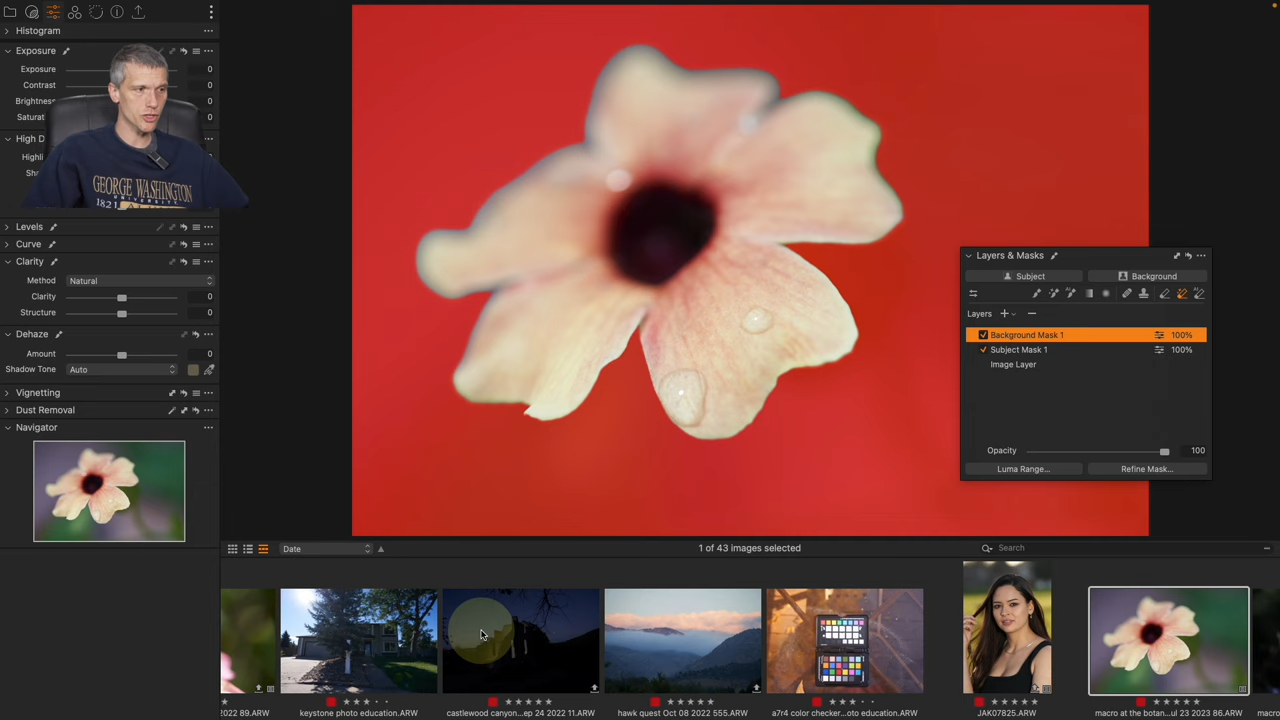 Histogram
Exposure
Exposure 0
Contrast 0
Brightness 0
Saturat 0
High D
Highli
Sha
GEORGE WASHINGTON
UNIVERSITY
1821
Levels
Curve
Clarity
Method Natural
Clarity 0
Structure 0
Dehaze
Amount 0
Shadow Tone Auto
Vignetting
Dust Removal
Navigator
Layers & Masks
Subject Background
Layers
Background Mask 1 100%
Subject Mask 1 100%
Image Layer
Opacity 100
Luma Range... Refine Mask...
Date 1 of 43 images selected Search
2022 89.ARW keystone photo education.ARW castlewood canyon...ep 24 2022 11.ARW hawk quest Oct 08 2022 555.ARW a7r4 color checker...oto education.ARW JAK07825.ARW macro at the botan...ul 23 2023 86.ARW macro